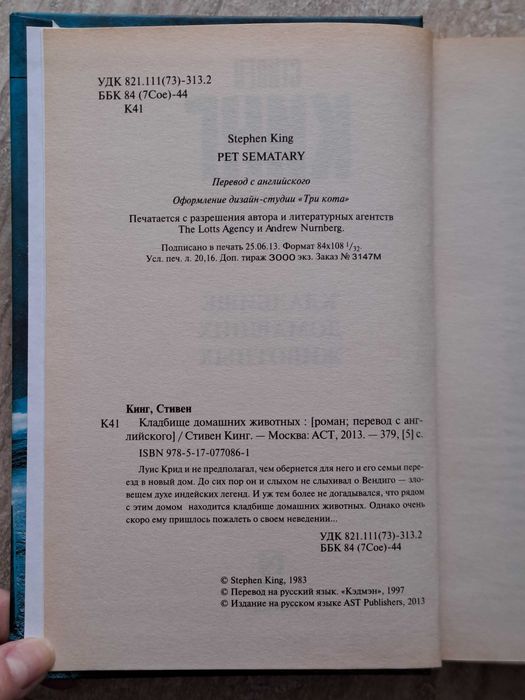 УДК 821.111(73)-313.2
ББК 84 (7Сое)-44
К41
Stephen King
PET SEMATARY
Перевод с английского
Оформление дизайн-студии «Три кота»
Печатается с разрешения автора и литературных агентств
The Lotts Agency и Andrew Nurnberg.
Подписано в печать 25.06.13. Формат 84х108 1/32.
Усл. печ. л. 20,16. Доп. тираж 3000 экз. Заказ № 3147М
Кинг, Стивен
К41 Кладбище домашних животных : [роман; перевод с анг-
лийского] / Стивен Кинг. — Москва: АСТ, 2013. — 379, [5] с.
ISBN 978-5-17-077086-1
Луис Крид и не предполагал, чем обернется для него и его семьи пере-
езд в новый дом. До сих пор он и слыхом не слыхивал о Вендиго — зло-
вещем духе индейских легенд. И уж тем более не догадывался, что рядом
с этим домом находится кладбище домашних животных. Однако очень
скоро ему пришлось пожалеть о своем неведении...
УДК 821.111(73)-313.2
ББК 84 (7Сое)-44
© Stephen King, 1983
© Перевод на русский язык. «Кэдмэн», 1997
© Издание на русском языке AST Publishers, 2013